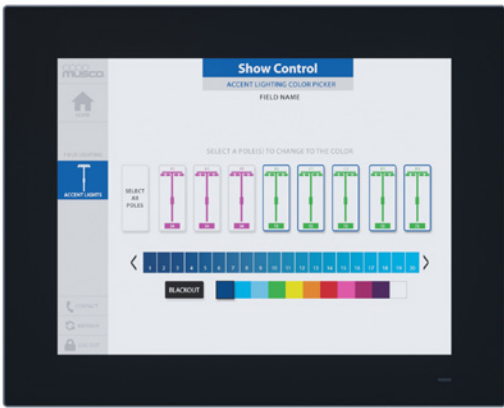 musco
Show Control
ACCENT LIGHTING COLOR PICKER
FIELD NAME
HOME
FIELD LIGHTING
SELECT A POLE(S) TO CHANGE TO THE COLOR
ACCENT LIGHTS
SELECT
All
POLES
1 2 3 4 5 6 7 8 9 10 11 12 13 14 15 16 17 18 19 20
BLACKOUT
CONTACT